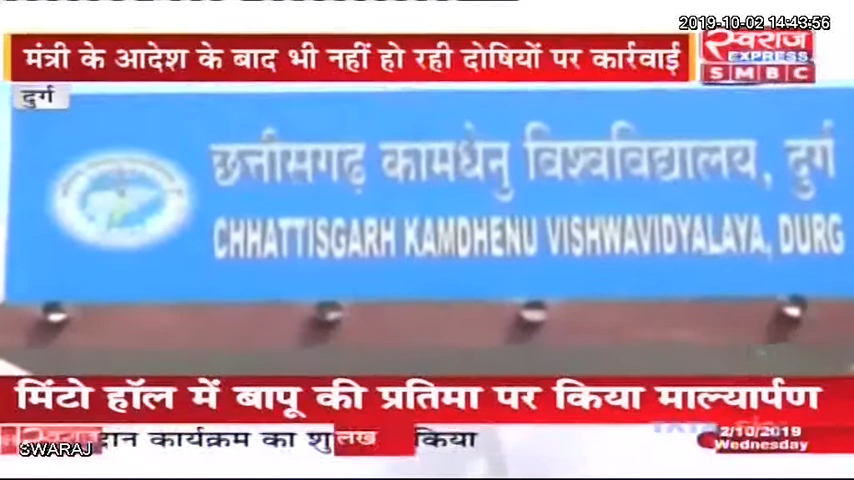 2019-10-02 14:43:56
मंत्री के आदेश के बाद भी नहीं हो रही दोषियों पर कार्रवाई
स्वराज
EXPRESS
SMBC
दुर्ग
छत्तीसगढ़ कामधेनु विश्वविद्यालय, दुर्ग
CHHATTISGARH KAMDHENU VISHWAVIDYALAYA, DURG
मिंटो हॉल में बापू की प्रतिमा पर किया माल्यार्पण
कार्यक्रम का किया
SWARAJ
2/10/2019
Wednesday